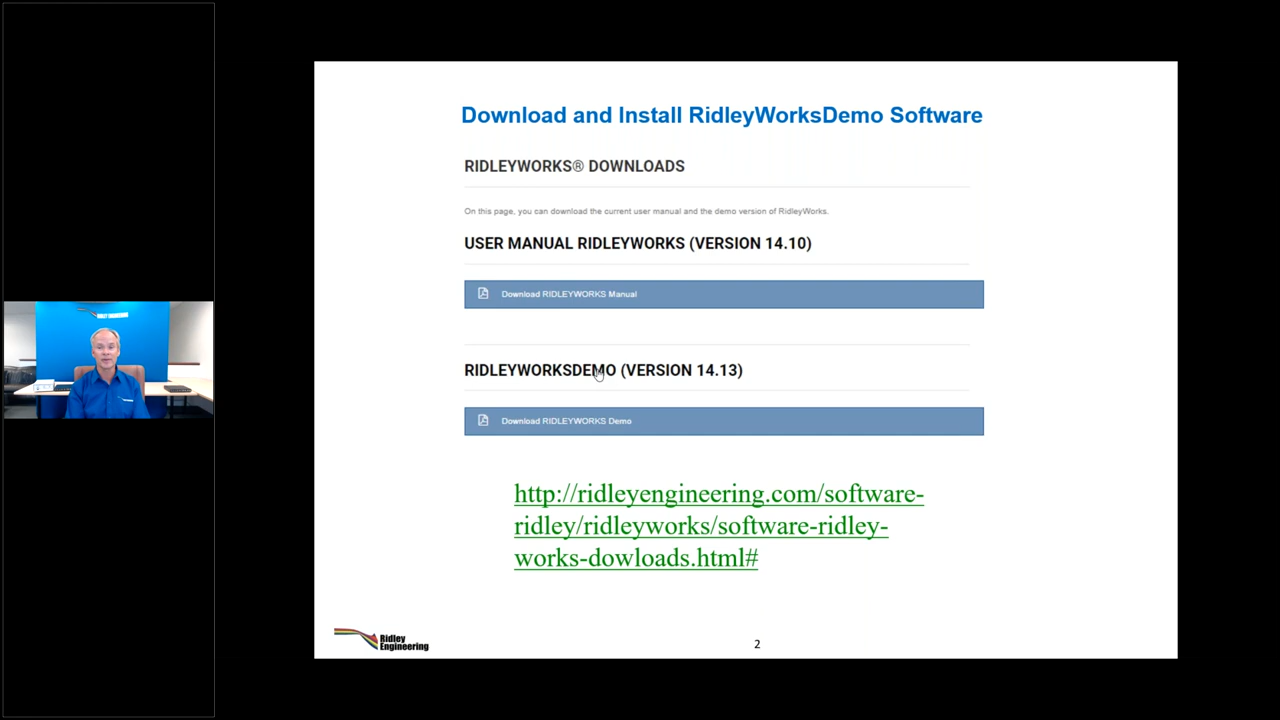 Download and Install RidleyWorksDemo Software
RIDLEYWORKS® DOWNLOADS
On this page, you can download the current user manual and the demo version of RidleyWorks.
USER MANUAL RIDLEYWORKS (VERSION 14.10)
Download RIDLEYWORKS Manual
RIDLEYWORKSDEMO (VERSION 14.13)
Download RIDLEYWORKS Demo
http://ridleyengineering.com/software-
ridley/ridleyworks/software-ridley-
works-dowloads.html#
Ridley
Engineering
2
RIDLEY ENGINEERING